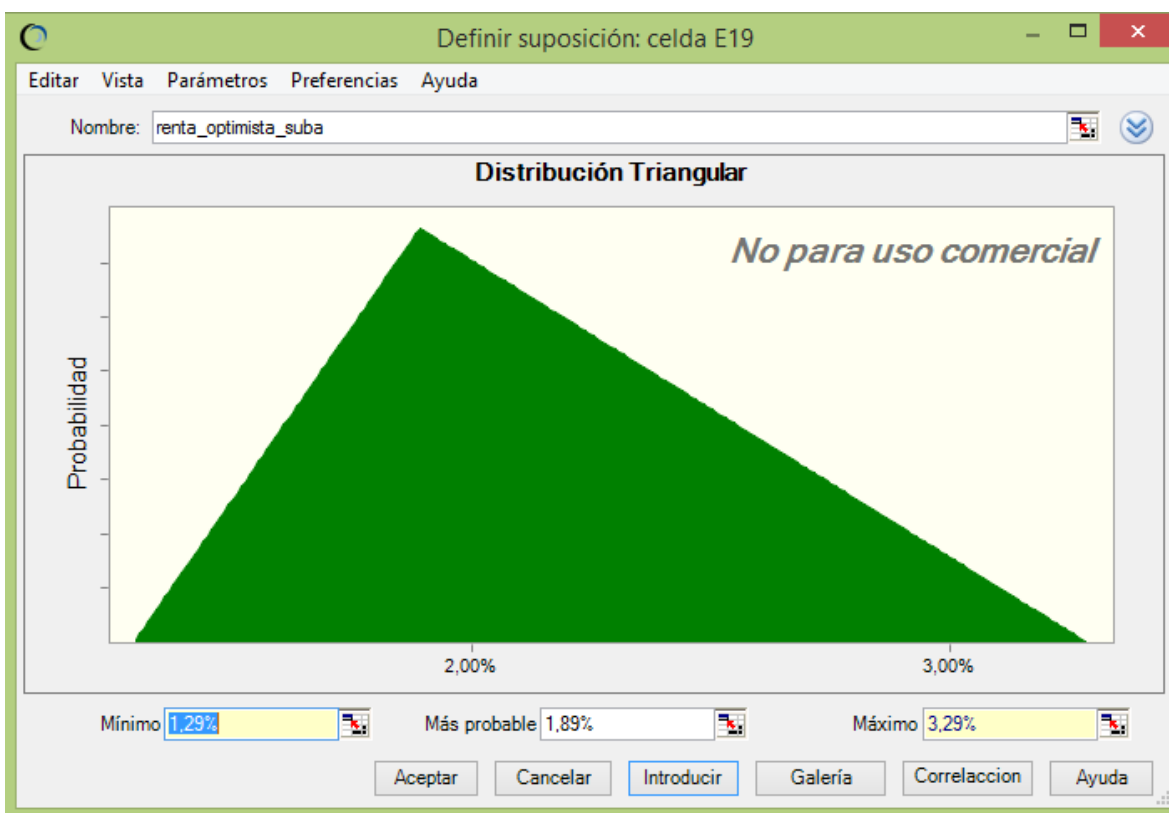 Definir suposición: celda E19
Editar Vista Parámetros Preferencias Ayuda
Nombre: renta_optimista_suba
Distribución Triangular
No para uso comercial
Probabilidad
2,00% 3,00%
Mínimo 1,29% Más probable 1,89% Máximo 3,29%
Aceptar Cancelar Introducir Galería Correlaccion Ayuda